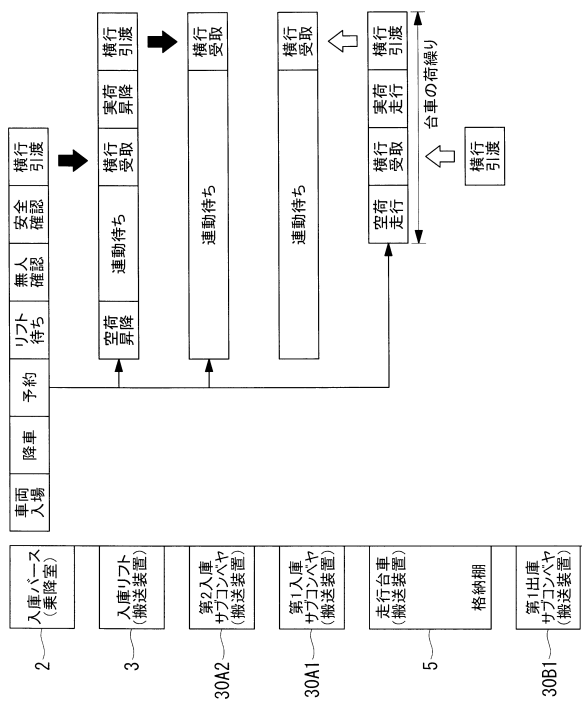 入庫バース
(乗降室)
2
車両
入場
降車
予約
リフト
待ち
無人
確認
安全
確認
横行
引渡
入庫リフト
(搬送装置)
3
空荷
昇降
連動待ち
横行
受取
実荷
昇降
横行
引渡
第2入庫
サブコンベヤ
(搬送装置)
30A2
連動待ち
横行
受取
第1入庫
サブコンベヤ
(搬送装置)
30A1
連動待ち
横行
受取
走行台車
(搬送装置)
5
空荷
走行
横行
受取
実荷
走行
横行
引渡
台車の荷繰り
格納棚
横行
引渡
第1出庫
サブコンベヤ
(搬送装置)
30B1